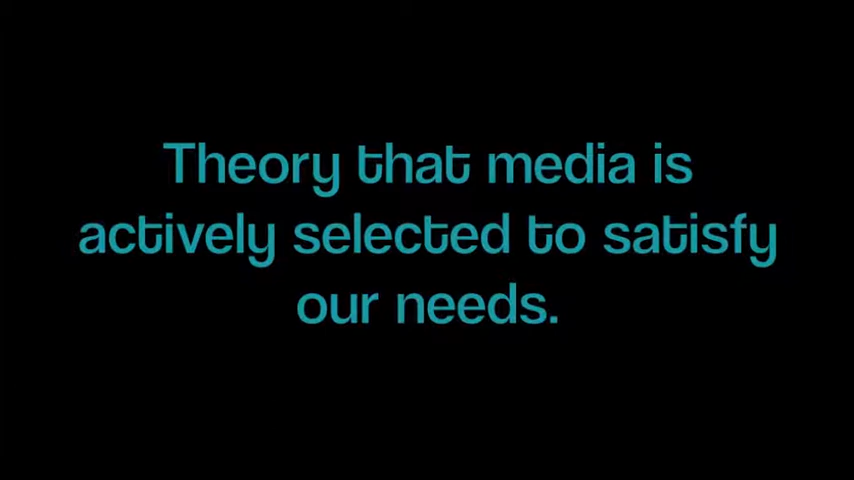 Theory that media is
actively selected to satisfy
our needs.